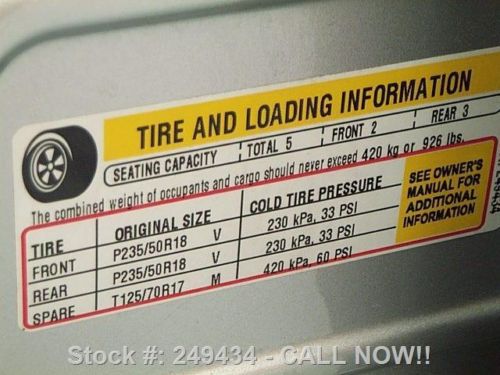 TIRE AND LOADING INFORMATION
SEATING CAPACITY TOTAL 5 FRONT 2 REAR 3
The combined weight of occupants and cargo should never exceed 420 kg or 926 lbs.
TIRE ORIGINAL SIZE COLD TIRE PRESSURE
FRONT P235/50R18 V 230 kPa, 33 PSI
REAR P235/50R18 V 230 kPa, 33 PSI
SPARE T125/70R17 M 420 kPa, 60 PSI
SEE OWNER'S
MANUAL FOR
ADDITIONAL
INFORMATION
Stock #: 249434 - CALL NOW!!